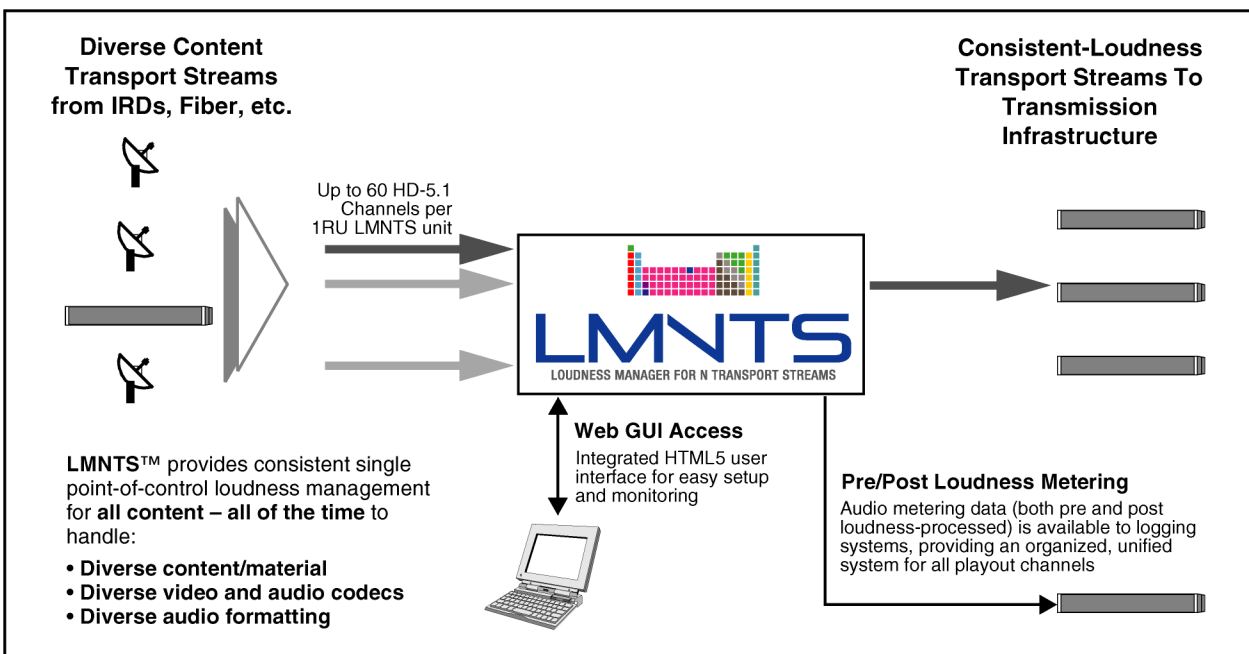 Diverse Content
Transport Streams
from IRDs, Fiber, etc.
Consistent-Loudness
Transport Streams To
Transmission
Infrastructure
Up to 60 HD-5.1
Channels per
1RU LMNTS unit
LMNTS
LOUDNESS MANAGER FOR N TRANSPORT STREAMS
LMNTS™ provides consistent single
point-of-control loudness management
for all content – all of the time to
handle:
• Diverse content/material
• Diverse video and audio codecs
• Diverse audio formatting
Web GUI Access
Integrated HTML5 user
interface for easy setup
and monitoring
Pre/Post Loudness Metering
Audio metering data (both pre and post
loudness-processed) is available to logging
systems, providing an organized, unified
system for all playout channels